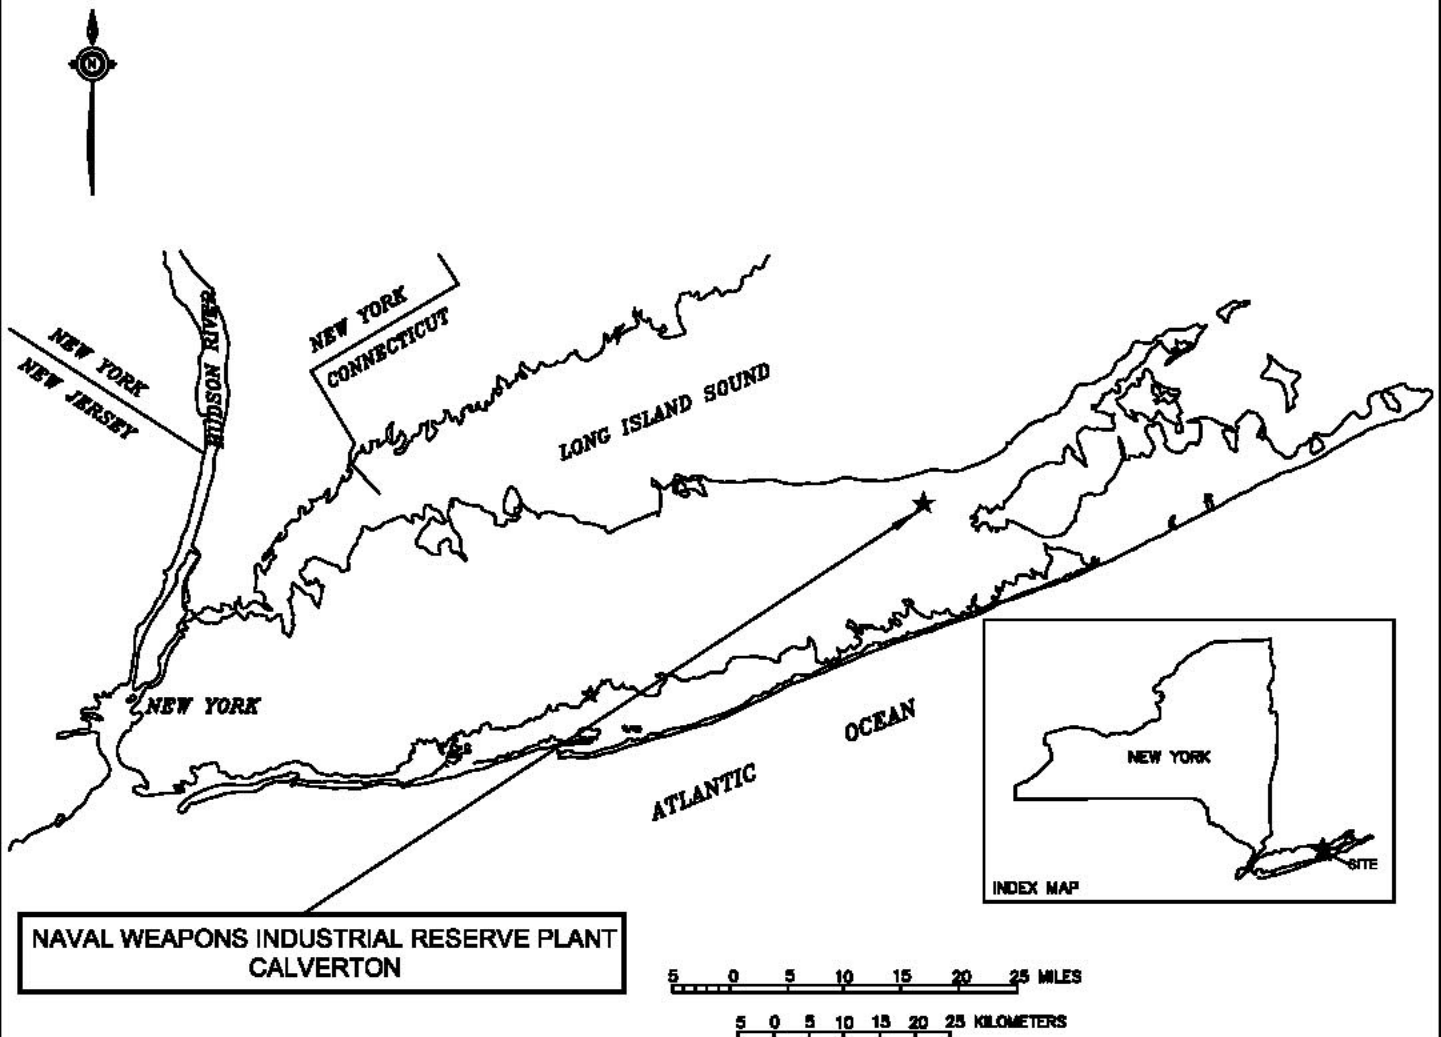 N
HUDSON RIVER
NEW YORK
NEW JERSEY
NEW YORK
CONNECTICUT
LONG ISLAND SOUND
NEW YORK
ATLANTIC OCEAN
NEW YORK
SITE
INDEX MAP
NAVAL WEAPONS INDUSTRIAL RESERVE PLANT
CALVERTON
5 0 5 10 15 20 25 MILES
5 0 5 10 15 20 25 KILOMETERS